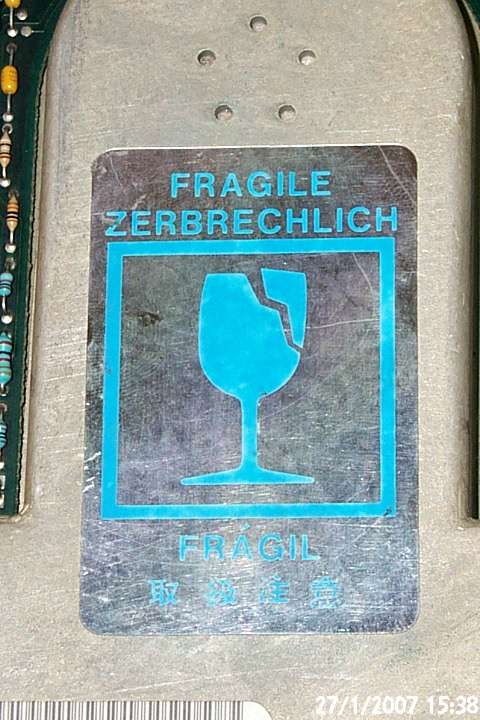 FRAGILE
ZERBRECHLICH
FRÁGIL
取扱注意
27/1/2007 15:38